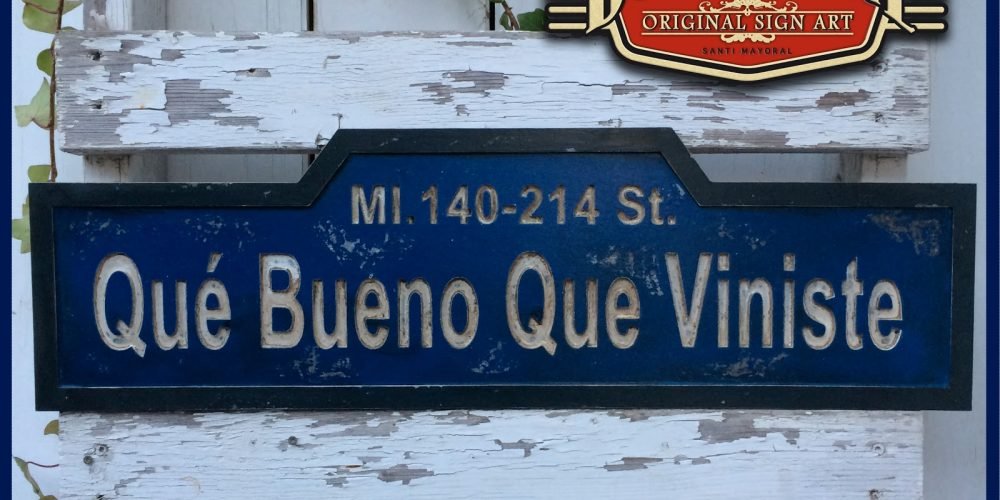 ORIGINAL SIGN ART
SANTI MAYORAL
MI.140-214 St.
Qué Bueno Que Viniste